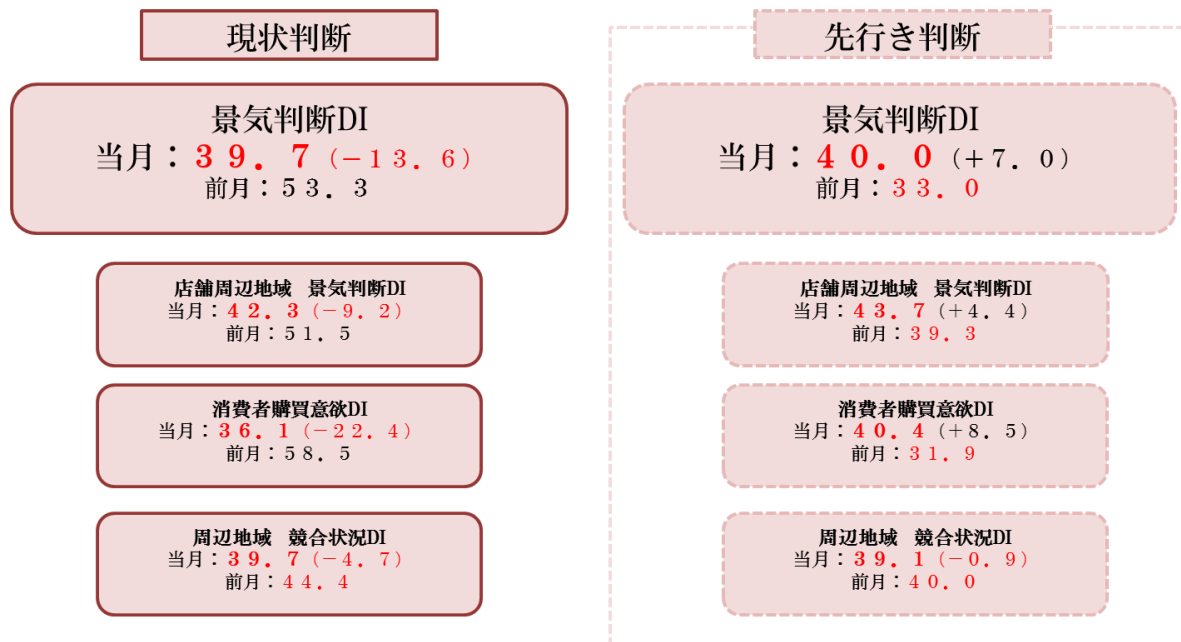 現状判断
景気判断DI
当月：３９．７（−１３．６）
前月：５３．３
店舗周辺地域 景気判断DI
当月：４２．３（−９．２）
前月：５１．５
消費者購買意欲DI
当月：３６．１（−２２．４）
前月：５８．５
周辺地域 競合状況DI
当月：３９．７（−４．７）
前月：４４．４
先行き判断
景気判断DI
当月：４０．０（＋７．０）
前月：３３．０
店舗周辺地域 景気判断DI
当月：４３．７（＋４．４）
前月：３９．３
消費者購買意欲DI
当月：４０．４（＋８．５）
前月：３１．９
周辺地域 競合状況DI
当月：３９．１（−０．９）
前月：４０．０